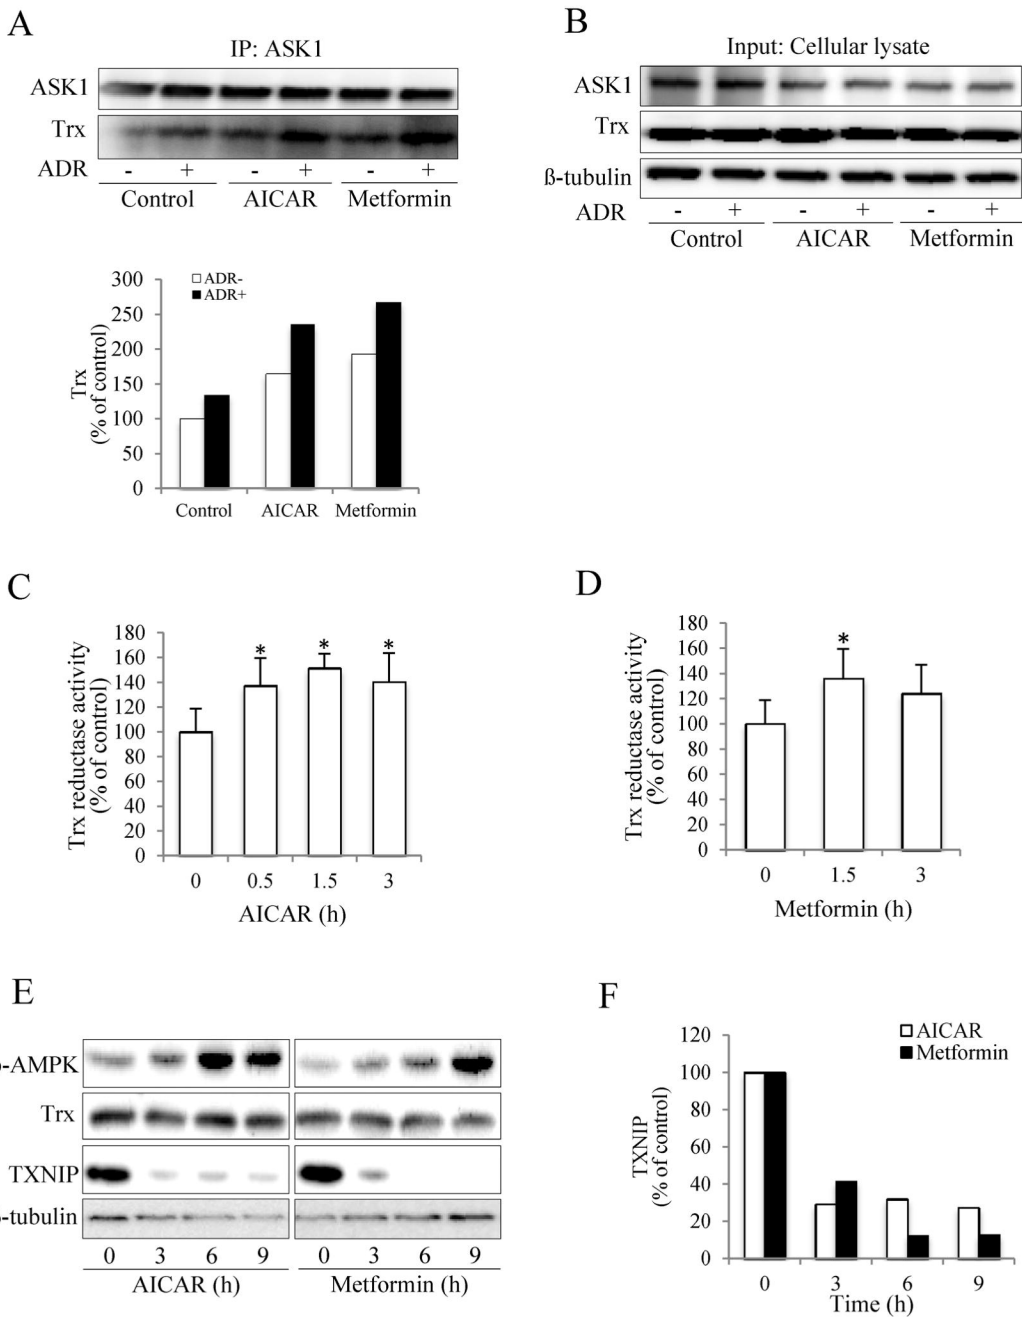 A
IP: ASK1
ASK1
Trx
ADR - + - + - +
Control AICAR Metformin
300
250
200
150
100
50
0
Trx
(% of control)
ADR-
ADR+
Control AICAR Metformin
B
Input: Cellular lysate
ASK1
Trx
ß-tubulin
ADR - + - + - +
Control AICAR Metformin
C
180
160
140
120
100
80
60
40
20
0
Trx reductase activity
(% of control)
* * *
0 0.5 1.5 3
AICAR (h)
D
180
160
140
120
100
80
60
40
20
0
Trx reductase activity
(% of control)
*
0 1.5 3
Metformin (h)
E
-AMPK
Trx
TXNIP
-tubulin
0 3 6 9 0 3 6 9
AICAR (h) Metformin (h)
F
120
100
80
60
40
20
0
TXNIP
(% of control)
AICAR
Metformin
0 3 6 9
Time (h)